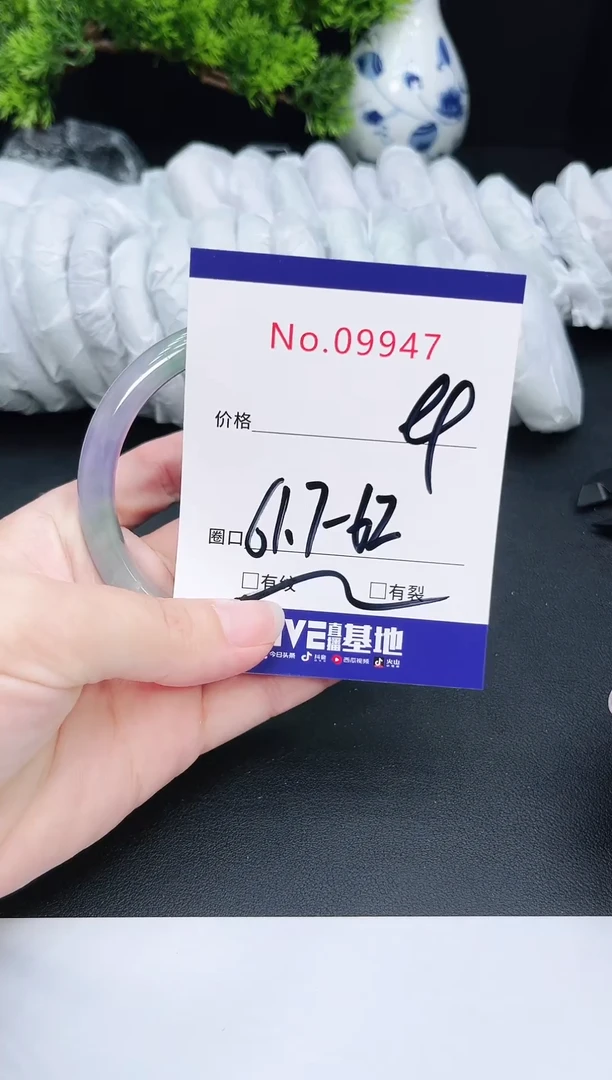 No.09947
价格
圈口 61.7-62
□有纹 □有裂
IVE直播基地
今日头条 抖音 西瓜视频 火山